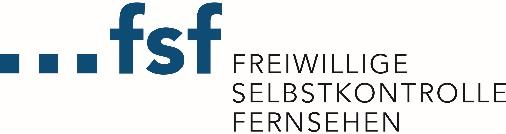 ...fsf FREIWILLIGE
SELBSTKONTROLLE
FERNSEHEN